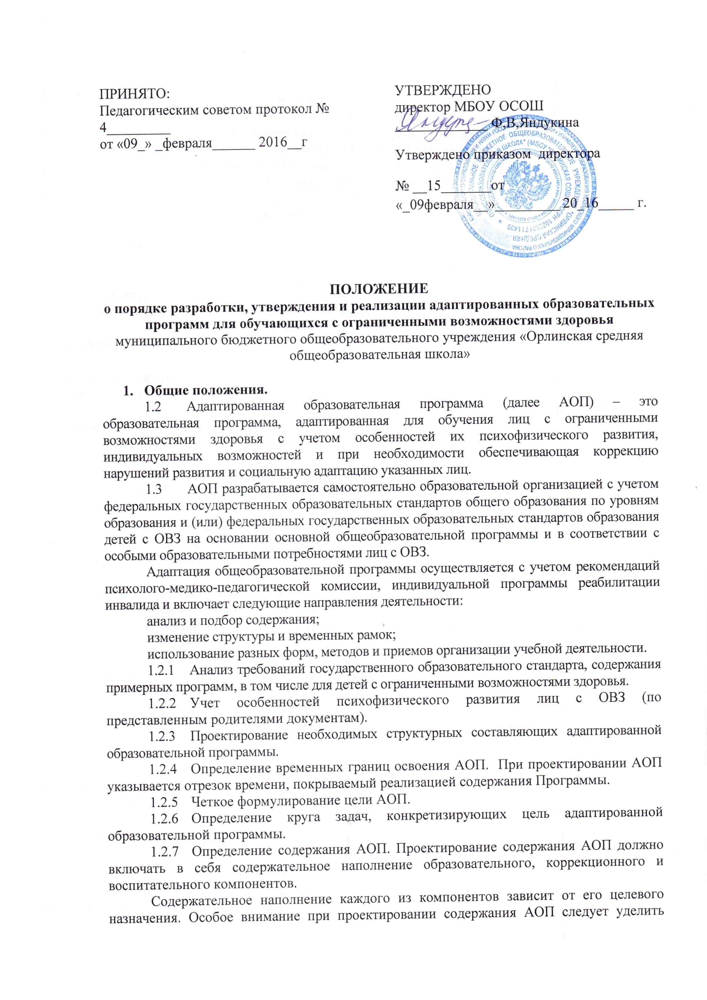 ПРИНЯТО:
Педагогическим советом протокол №
4_________
от «09_» _февраля______ 2016__г
УТВЕРЖДЕНО
директор МБОУ ОСОШ
_____________ Ф,В,Яндукина
Утверждено приказом директора
№ __15_______от
«_09февраля__»_________20_16_____ г.
ПОЛОЖЕНИЕ
о порядке разработки, утверждения и реализации адаптированных образовательных
программ для обучающихся с ограниченными возможностями здоровья
муниципального бюджетного общеобразовательного учреждения «Орлинская средняя
общеобразовательная школа»
1. Общие положения.
1.2 Адаптированная образовательная программа (далее АОП) – это
образовательная программа, адаптированная для обучения лиц с ограниченными
возможностями здоровья с учетом особенностей их психофизического развития,
индивидуальных возможностей и при необходимости обеспечивающая коррекцию
нарушений развития и социальную адаптацию указанных лиц.
1.3 АОП разрабатывается самостоятельно образовательной организацией с учетом
федеральных государственных образовательных стандартов общего образования по уровням
образования и (или) федеральных государственных образовательных стандартов образования
детей с ОВЗ на основании основной общеобразовательной программы и в соответствии с
особыми образовательными потребностями лиц с ОВЗ.
Адаптация общеобразовательной программы осуществляется с учетом рекомендаций
психолого-медико-педагогической комиссии, индивидуальной программы реабилитации
инвалида и включает следующие направления деятельности:
анализ и подбор содержания;
изменение структуры и временных рамок;
использование разных форм, методов и приемов организации учебной деятельности.
1.2.1 Анализ требований государственного образовательного стандарта, содержания
примерных программ, в том числе для детей с ограниченными возможностями здоровья.
1.2.2 Учет особенностей психофизического развития лиц с ОВЗ (по
представленным родителями документам).
1.2.3 Проектирование необходимых структурных составляющих адаптированной
образовательной программы.
1.2.4 Определение временных границ освоения АОП. При проектировании АОП
указывается отрезок времени, покрываемый реализацией содержания Программы.
1.2.5 Четкое формулирование цели АОП.
1.2.6 Определение круга задач, конкретизирующих цель адаптированной
образовательной программы.
1.2.7 Определение содержания АОП. Проектирование содержания АОП должно
включать в себя содержательное наполнение образовательного, коррекционного и
воспитательного компонентов.
Содержательное наполнение каждого из компонентов зависит от его целевого
назначения. Особое внимание при проектировании содержания АОП следует уделить